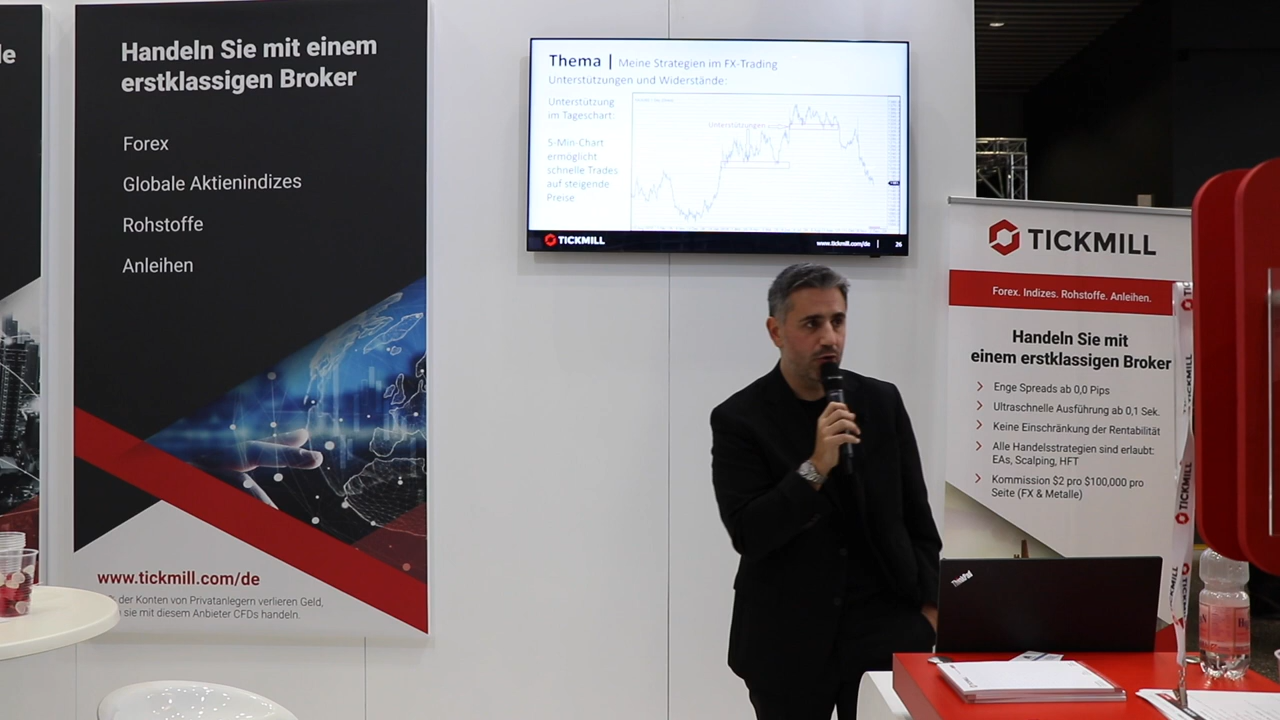 Handeln Sie mit einem
erstklassigen Broker
Forex
Globale Aktienindizes
Rohstoffe
Anleihen
www.tickmill.com/de
der Konten von Privatanlegern verlieren Geld,
sie mit diesem Anbieter CFDs handeln.
Thema | Meine Strategien im FX-Trading
Unterstützungen und Widerstände:
Unterstützung
im Tageschart:
5-Min-Chart
ermöglicht
schnelle Trades
auf steigende
Preise
Unterstützungen
TICKMILL
www.tickmill.com/de | 26
TICKMILL
Forex. Indizes. Rohstoffe. Anleihen.
Handeln Sie mit
einem erstklassigen Broker
Enge Spreads ab 0,0 Pips
Ultraschnelle Ausführung ab 0,1 Sek.
Keine Einschränkung der Rentabilität
Alle Handelsstrategien sind erlaubt:
EAs, Scalping, HFT
Kommission $2 pro $100,000 pro
Seite (FX & Metalle)
TICKMILL
TICKMILL
ThinkPad